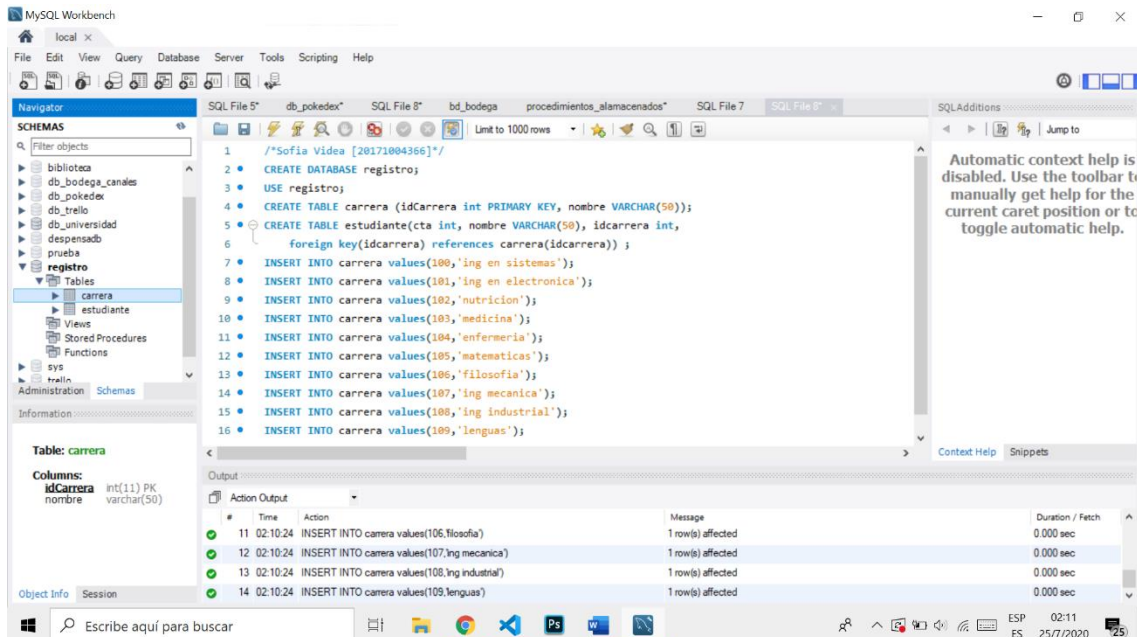 MySQL Workbench
local
File Edit View Query Database Server Tools Scripting Help
Navigator
SCHEMAS
Filter objects
biblioteca
db_bodega_canales
db_pokedex
db_trello
db_universidad
despensadb
prueba
registro
Tables
carrera
estudiante
Views
Stored Procedures
Functions
sys
trello
Administration Schemas
Information
Table: carrera
Columns:
idCarrera int(11) PK
nombre varchar(50)
Object Info Session
SQL File 5* db_pokedex* SQL File 8* bd_bodega procedimientos_alamacenados* SQL File 7 SQL File 8*
Limit to 1000 rows
1 /*Sofia Videa [20171004366]*/
2 CREATE DATABASE registro;
3 USE registro;
4 CREATE TABLE carrera (idCarrera int PRIMARY KEY, nombre VARCHAR(50));
5 CREATE TABLE estudiante(cta int, nombre VARCHAR(50), idcarrera int,
6 foreign key(idcarrera) references carrera(idcarrera)) ;
7 INSERT INTO carrera values(100,'ing en sistemas');
8 INSERT INTO carrera values(101,'ing en electronica');
9 INSERT INTO carrera values(102,'nutricion');
10 INSERT INTO carrera values(103,'medicina');
11 INSERT INTO carrera values(104,'enfermeria');
12 INSERT INTO carrera values(105,'matematicas');
13 INSERT INTO carrera values(106,'filosofia');
14 INSERT INTO carrera values(107,'ing mecanica');
15 INSERT INTO carrera values(108,'ing industrial');
16 INSERT INTO carrera values(109,'lenguas');
Output
Action Output
# Time Action Message Duration / Fetch
11 02:10:24 INSERT INTO carrera values(106,'filosofia') 1 row(s) affected 0.000 sec
12 02:10:24 INSERT INTO carrera values(107,'ing mecanica') 1 row(s) affected 0.000 sec
13 02:10:24 INSERT INTO carrera values(108,'ing industrial') 1 row(s) affected 0.000 sec
14 02:10:24 INSERT INTO carrera values(109,'lenguas') 1 row(s) affected 0.000 sec
SQLAdditions
Jump to
Automatic context help is
disabled. Use the toolbar to
manually get help for the
current caret position or to
toggle automatic help.
Context Help Snippets
Escribe aquí para buscar
Ps
ESP
ES
02:11
25/7/2020
25